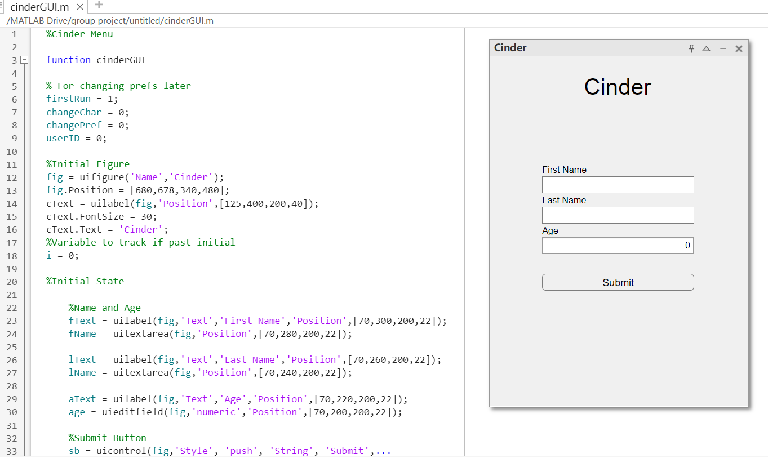 cinderGUI.m
/MATLAB Drive/group project/untitled/cinderGUI.m
1 %Cinder Menu
2
3 function cinderGUI
4
5 % For changing prefs later
6 firstRun = 1;
7 changeChar = 0;
8 changePref = 0;
9 userID = 0;
10
11 %Initial Figure
12 fig = uifigure('Name','Cinder');
13 fig.Position = [680,678,340,480];
14 cText = uilabel(fig,'Position',[125,400,200,40]);
15 cText.FontSize = 30;
16 cText.Text = 'Cinder';
17 %Variable to track if past initial
18 i = 0;
19
20 %Initial State
21
22 %Name and Age
23 fText = uilabel(fig,'Text','First Name','Position',[70,300,200,22]);
24 fName = uitextarea(fig,'Position',[70,280,200,22]);
25
26 lText = uilabel(fig,'Text','Last Name','Position',[70,260,200,22]);
27 lName = uitextarea(fig,'Position',[70,240,200,22]);
28
29 aText = uilabel(fig,'Text','Age','Position',[70,220,200,22]);
30 age = uieditfield(fig,'numeric','Position',[70,200,200,22]);
31
32 %Submit Button
33 sb = uicontrol(fig,'Style', 'push', 'String', 'Submit',...
Cinder
Cinder
First Name
Last Name
Age
0
Submit